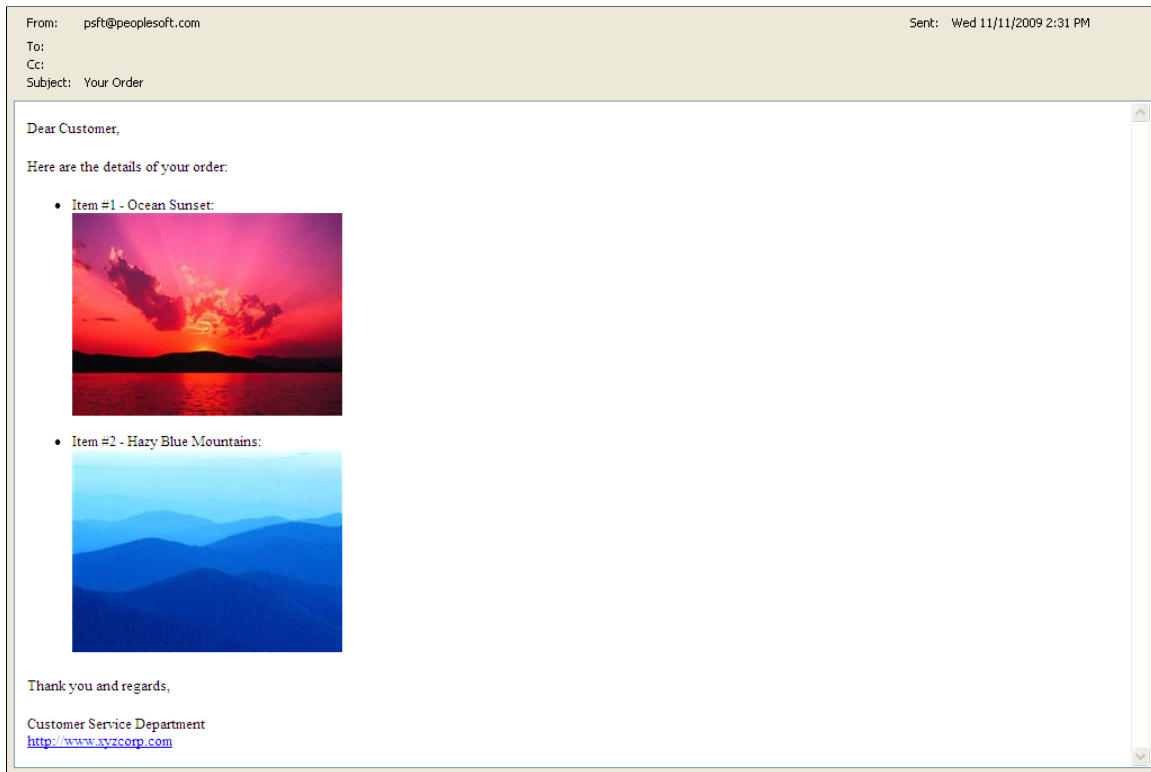 From: psft@peoplesoft.com Sent: Wed 11/11/2009 2:31 PM
To:
Cc:
Subject: Your Order
Dear Customer,
Here are the details of your order:
• Item #1 - Ocean Sunset:
• Item #2 - Hazy Blue Mountains:
Thank you and regards,
Customer Service Department
http://www.xyzcorp.com